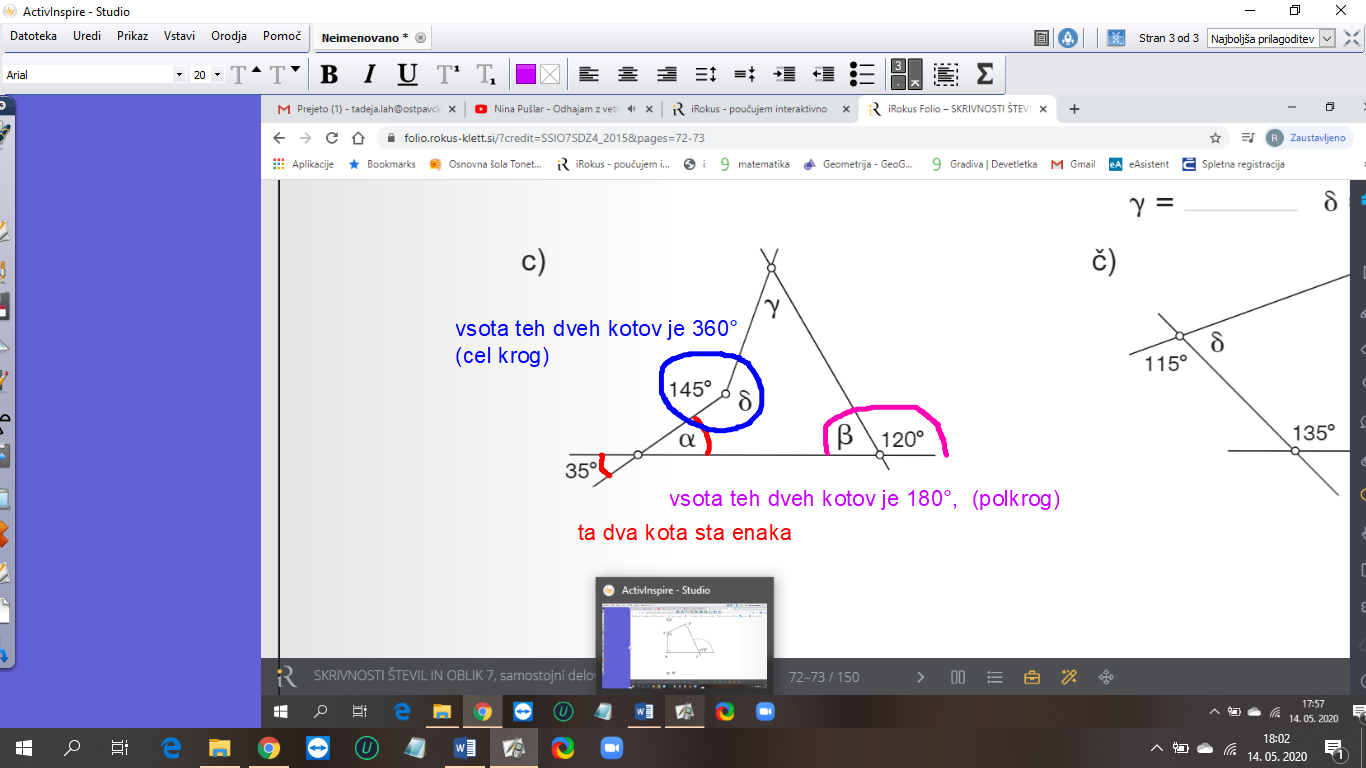 ActivInspire - Studio
Datoteka Uredi Prikaz Vstavi Orodja Pomoč
Neimenovano *
Stran 3 od 3
Najboljša prilagoditev
Arial
20
B I U T¹ T₁ Σ
Prejeto (1) - tadeja.lah@ostpavck
Nina Pušlar - Odhajam z vetr
iRokus - poučujem interaktivno
iRokus Folio – SKRIVNOSTI ŠTEVI
folio.rokus-klett.si/?credit=SSIO7SDZ4_2015&pages=72-73
R Zaustavljeno
Aplikacije
Bookmarks
Osnovna šola Tonet...
iRokus - poučujem i...
i
matematika
Geometrija - GeoG...
Gradiva | Devetletka
Gmail
eAsistent
Spletna registracija
γ = ________ δ
c)
č)
γ
vsota teh dveh kotov je 360°
(cel krog)
145°
δ
α
β
120°
35°
δ
115°
135°
vsota teh dveh kotov je 180°, (polkrog)
ta dva kota sta enaka
ActivInspire - Studio
SKRIVNOSTI ŠTEVIL IN OBLIK 7, samostojni delov
72–73 / 150
17:57
14. 05. 2020
18:02
14. 05. 2020
1